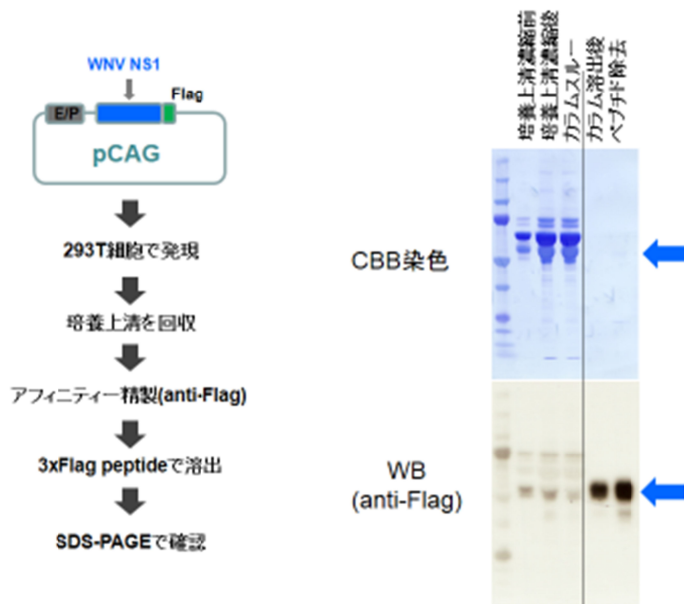 WNV NS1
Flag
E/P
pCAG
293T細胞で発現
培養上清を回収
アフィニティー精製(anti-Flag)
3xFlag peptideで溶出
SDS-PAGEで確認
培養上清濃縮前
培養上清濃縮後
カラムスルー
カラム溶出後
ペプチド除去
CBB染色
WB
(anti-Flag)